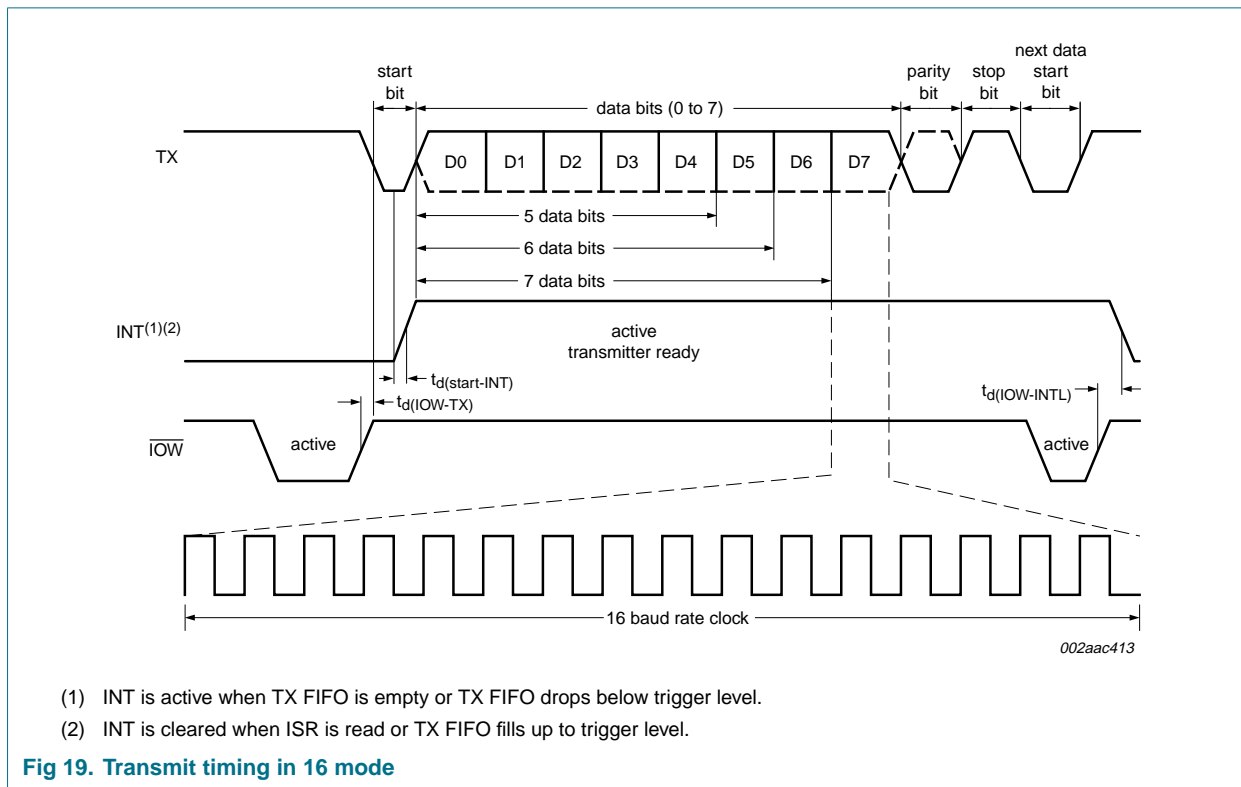 next data
start
bit
parity
bit
stop
bit
start
bit
data bits (0 to 7)
TX
D0 D1 D2 D3 D4 D5 D6 D7
5 data bits
6 data bits
7 data bits
INT(1)(2)
active
transmitter ready
td(start-INT)
td(IOW-TX)
td(IOW-INTL)
IOW
active
active
16 baud rate clock
002aac413
(1) INT is active when TX FIFO is empty or TX FIFO drops below trigger level.
(2) INT is cleared when ISR is read or TX FIFO fills up to trigger level.
Fig 19. Transmit timing in 16 mode